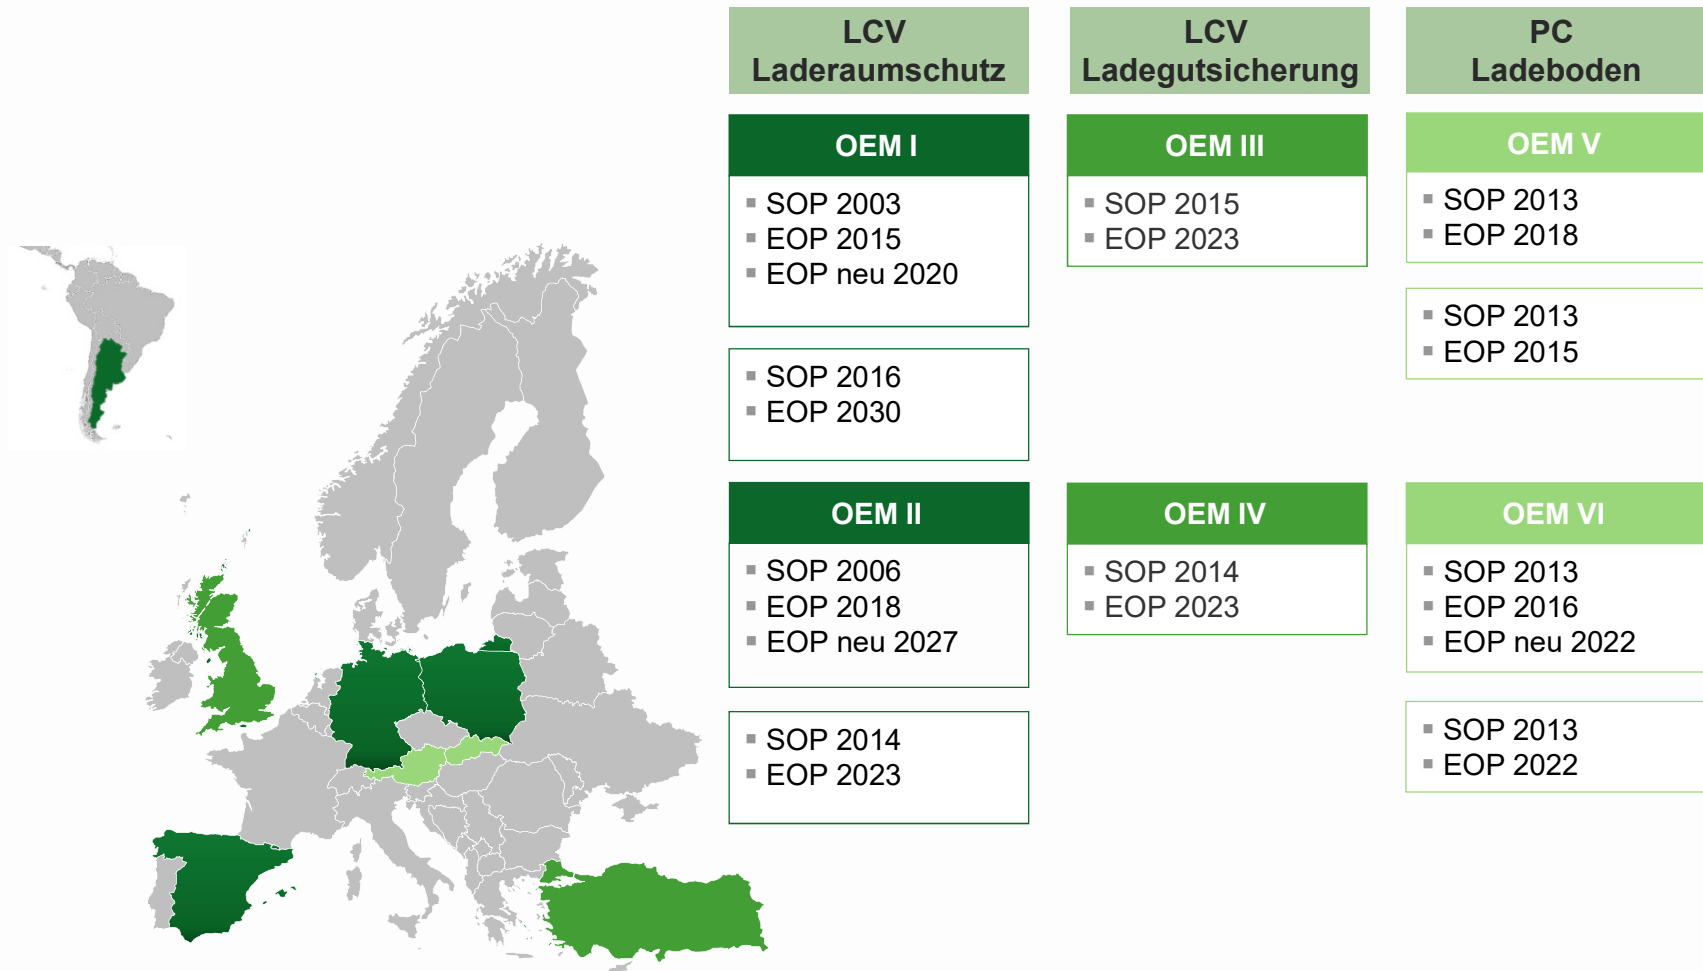 LCV
Laderaumschutz
LCV
Ladegutsicherung
PC
Ladeboden
OEM I
SOP 2003
EOP 2015
EOP neu 2020
SOP 2016
EOP 2030
OEM II
SOP 2006
EOP 2018
EOP neu 2027
SOP 2014
EOP 2023
OEM III
SOP 2015
EOP 2023
OEM IV
SOP 2014
EOP 2023
OEM V
SOP 2013
EOP 2018
SOP 2013
EOP 2015
OEM VI
SOP 2013
EOP 2016
EOP neu 2022
SOP 2013
EOP 2022